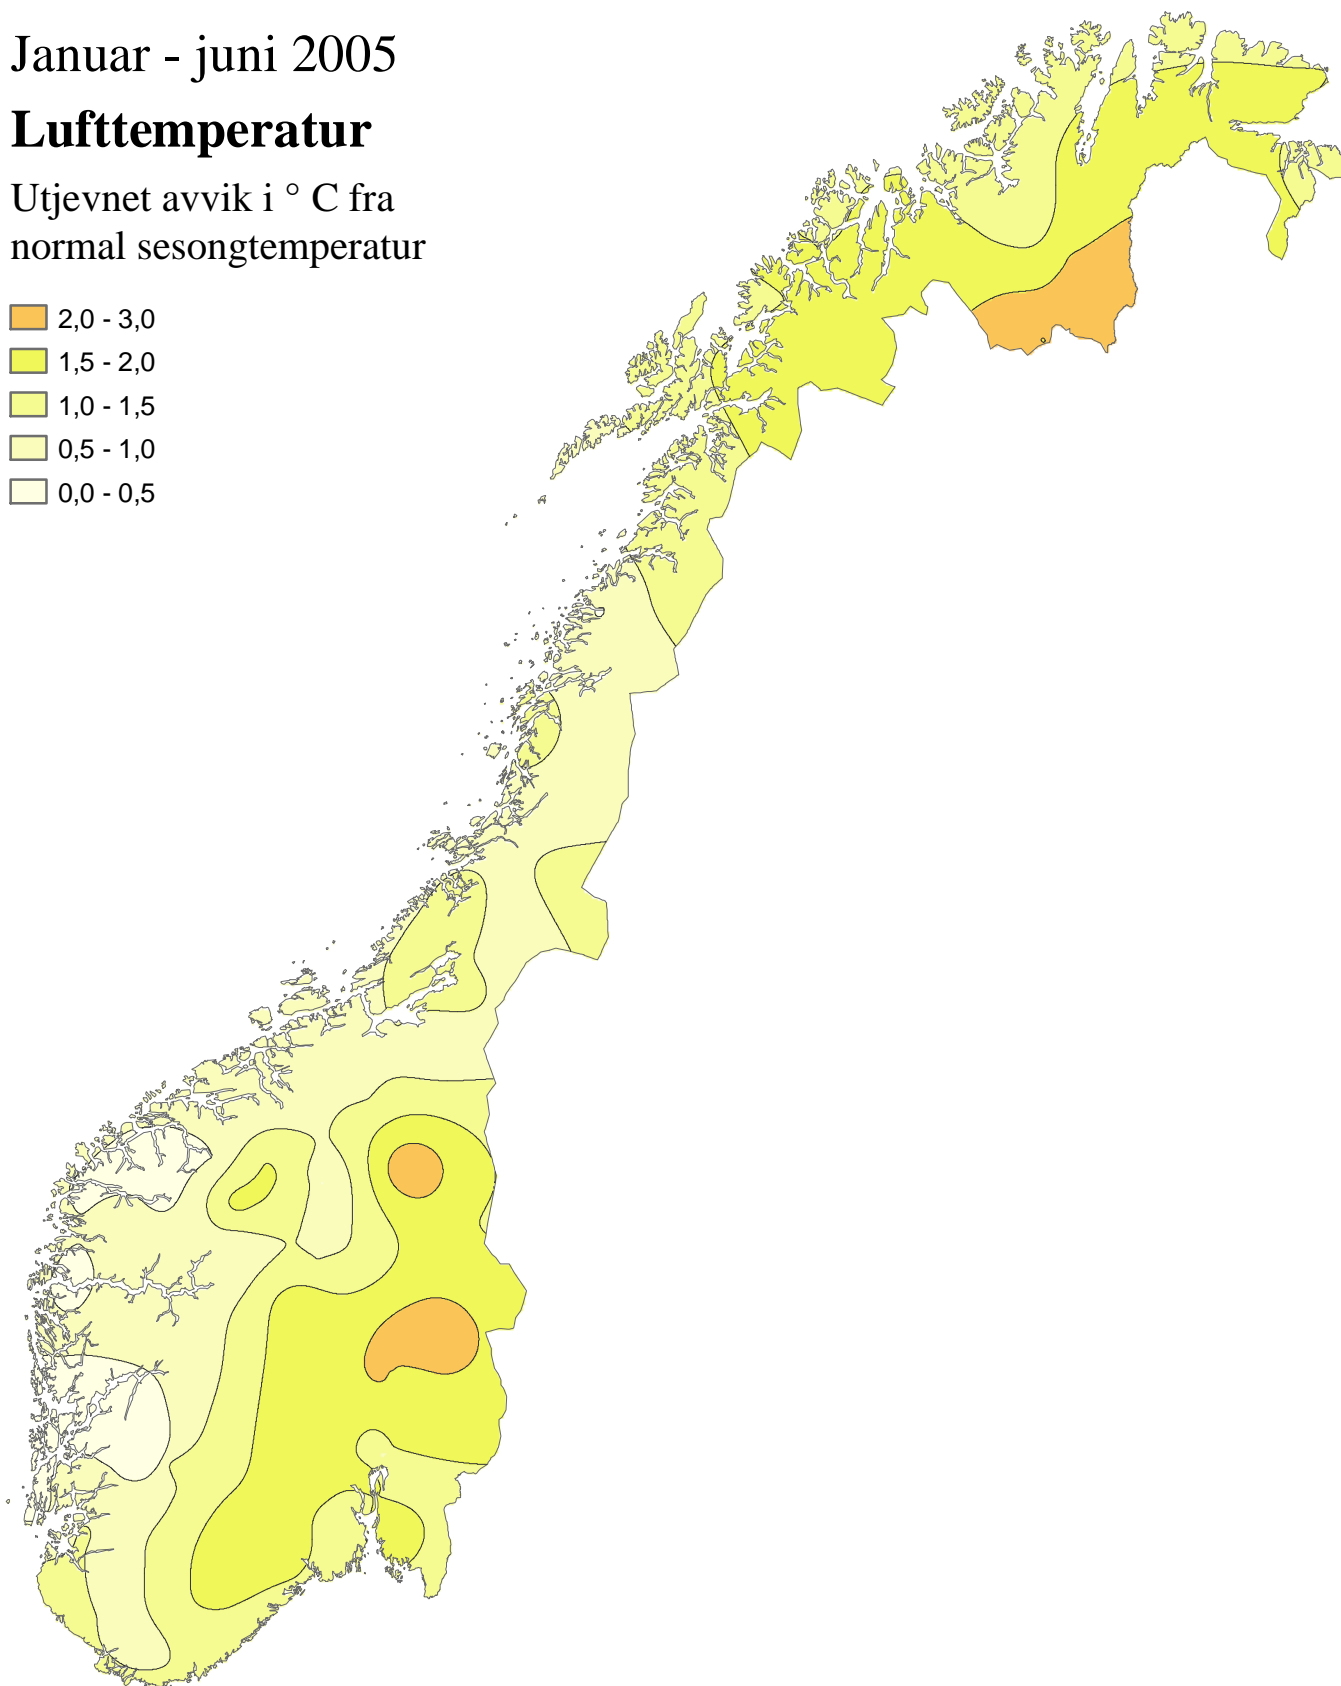 Januar - juni 2005
Lufttemperatur
Utjevnet avvik i ° C fra
normal sesongtemperatur
2,0 - 3,0
1,5 - 2,0
1,0 - 1,5
0,5 - 1,0
0,0 - 0,5